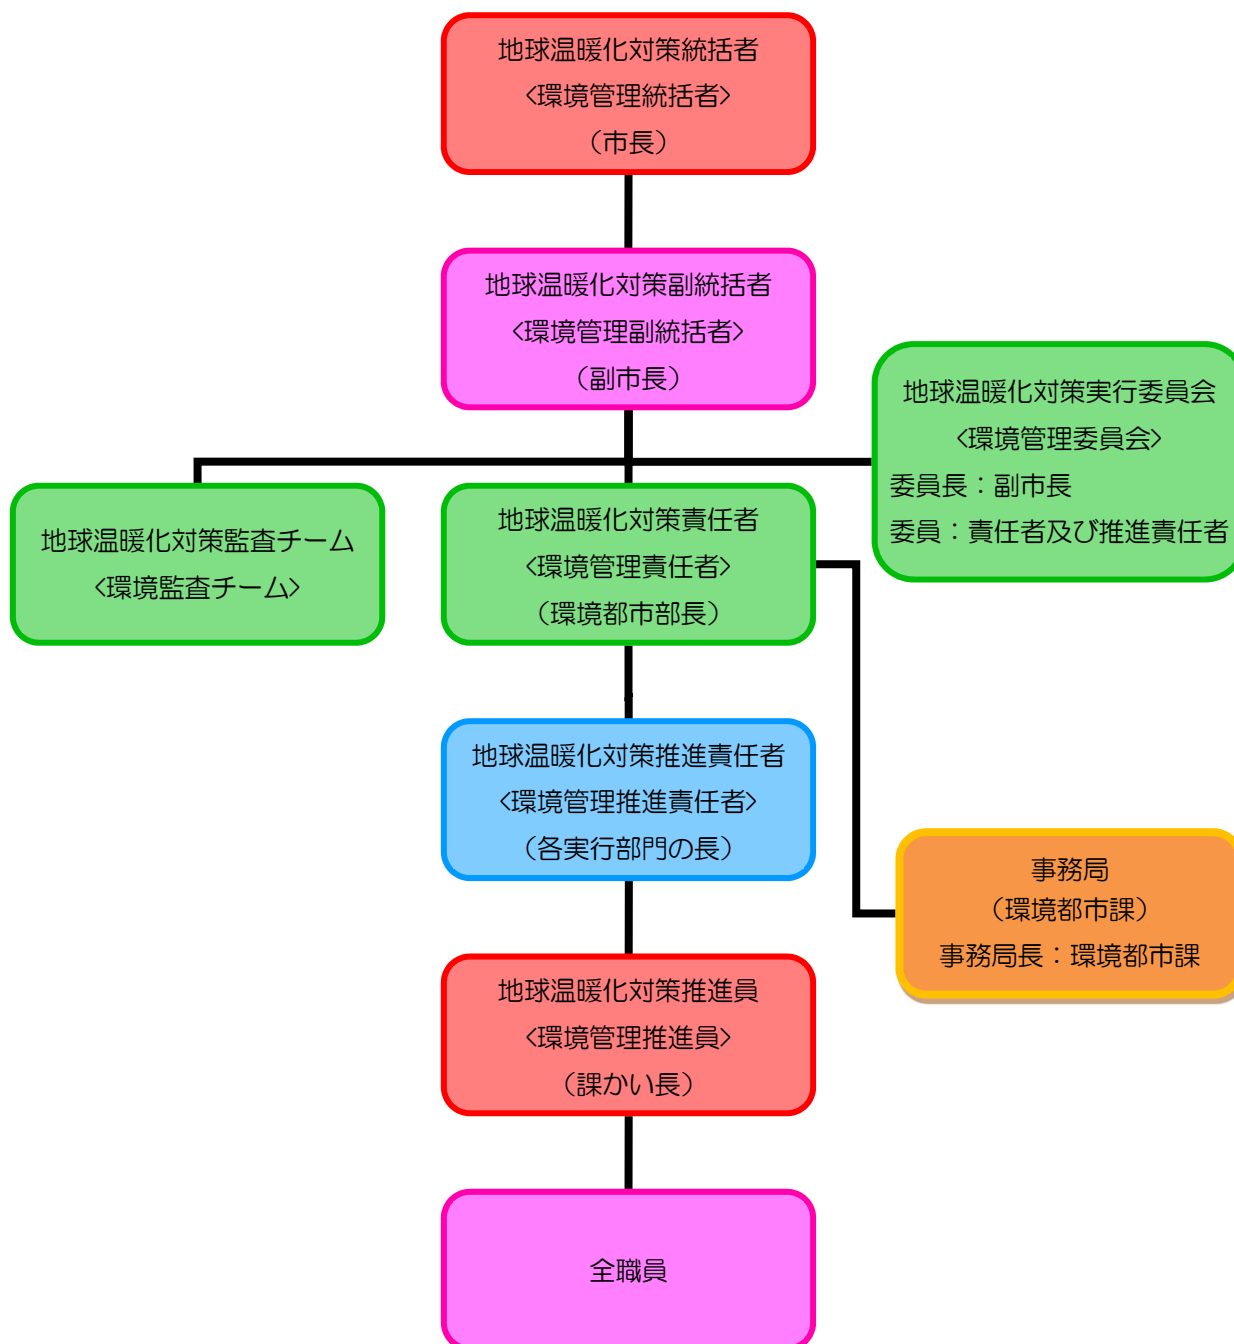 地球温暖化対策統括者
<環境管理統括者>
（市長）
地球温暖化対策副統括者
<環境管理副統括者>
（副市長）
地球温暖化対策実行委員会
<環境管理委員会>
委員長：副市長
委員：責任者及び推進責任者
地球温暖化対策監査チーム
<環境監査チーム>
地球温暖化対策責任者
<環境管理責任者>
（環境都市部長）
地球温暖化対策推進責任者
<環境管理推進責任者>
（各実行部門の長）
事務局
（環境都市課）
事務局長：環境都市課
地球温暖化対策推進員
<環境管理推進員>
（課かい長）
全職員